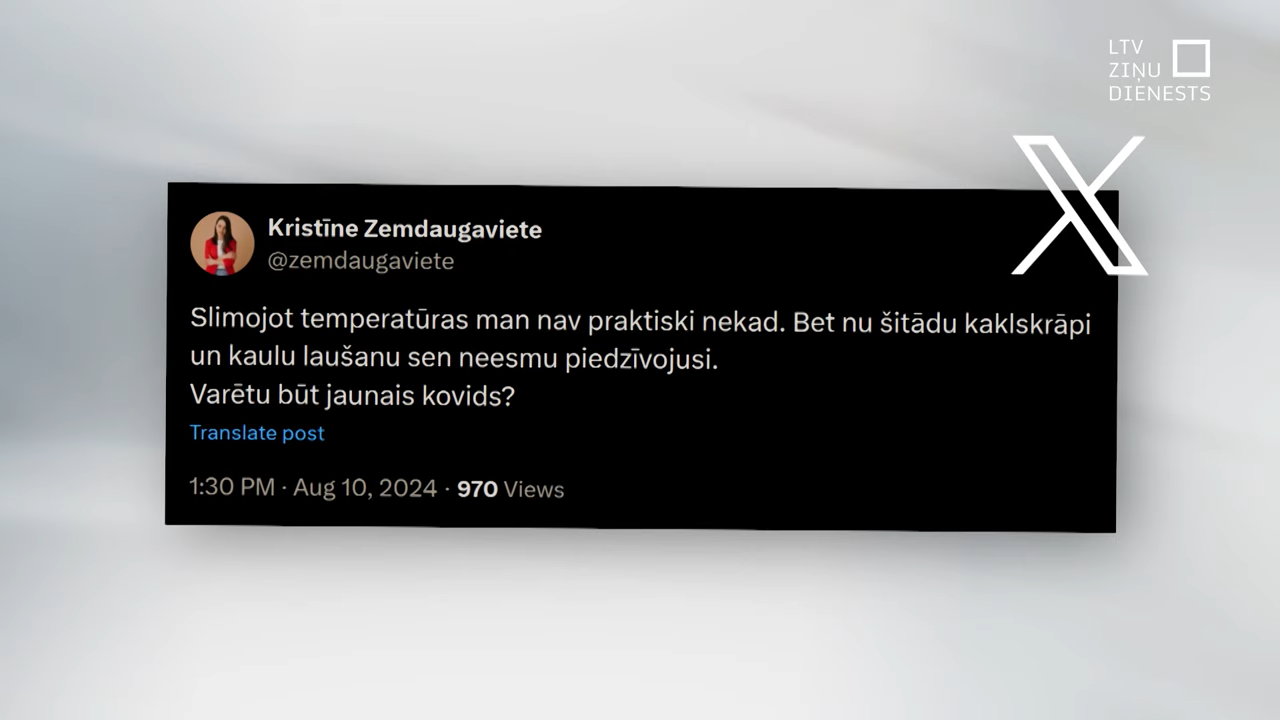 LTV
ZIŅU
DIENESTS
Kristīne Zemdaugaviete
@zemdaugaviete
Slimojot temperatūras man nav praktiski nekad. Bet nu šitādu kaklskrāpi
un kaulu laušanu sen neesmu piedzīvojusi.
Varētu būt jaunais kovids?
Translate post
1:30 PM · Aug 10, 2024 · 970 Views